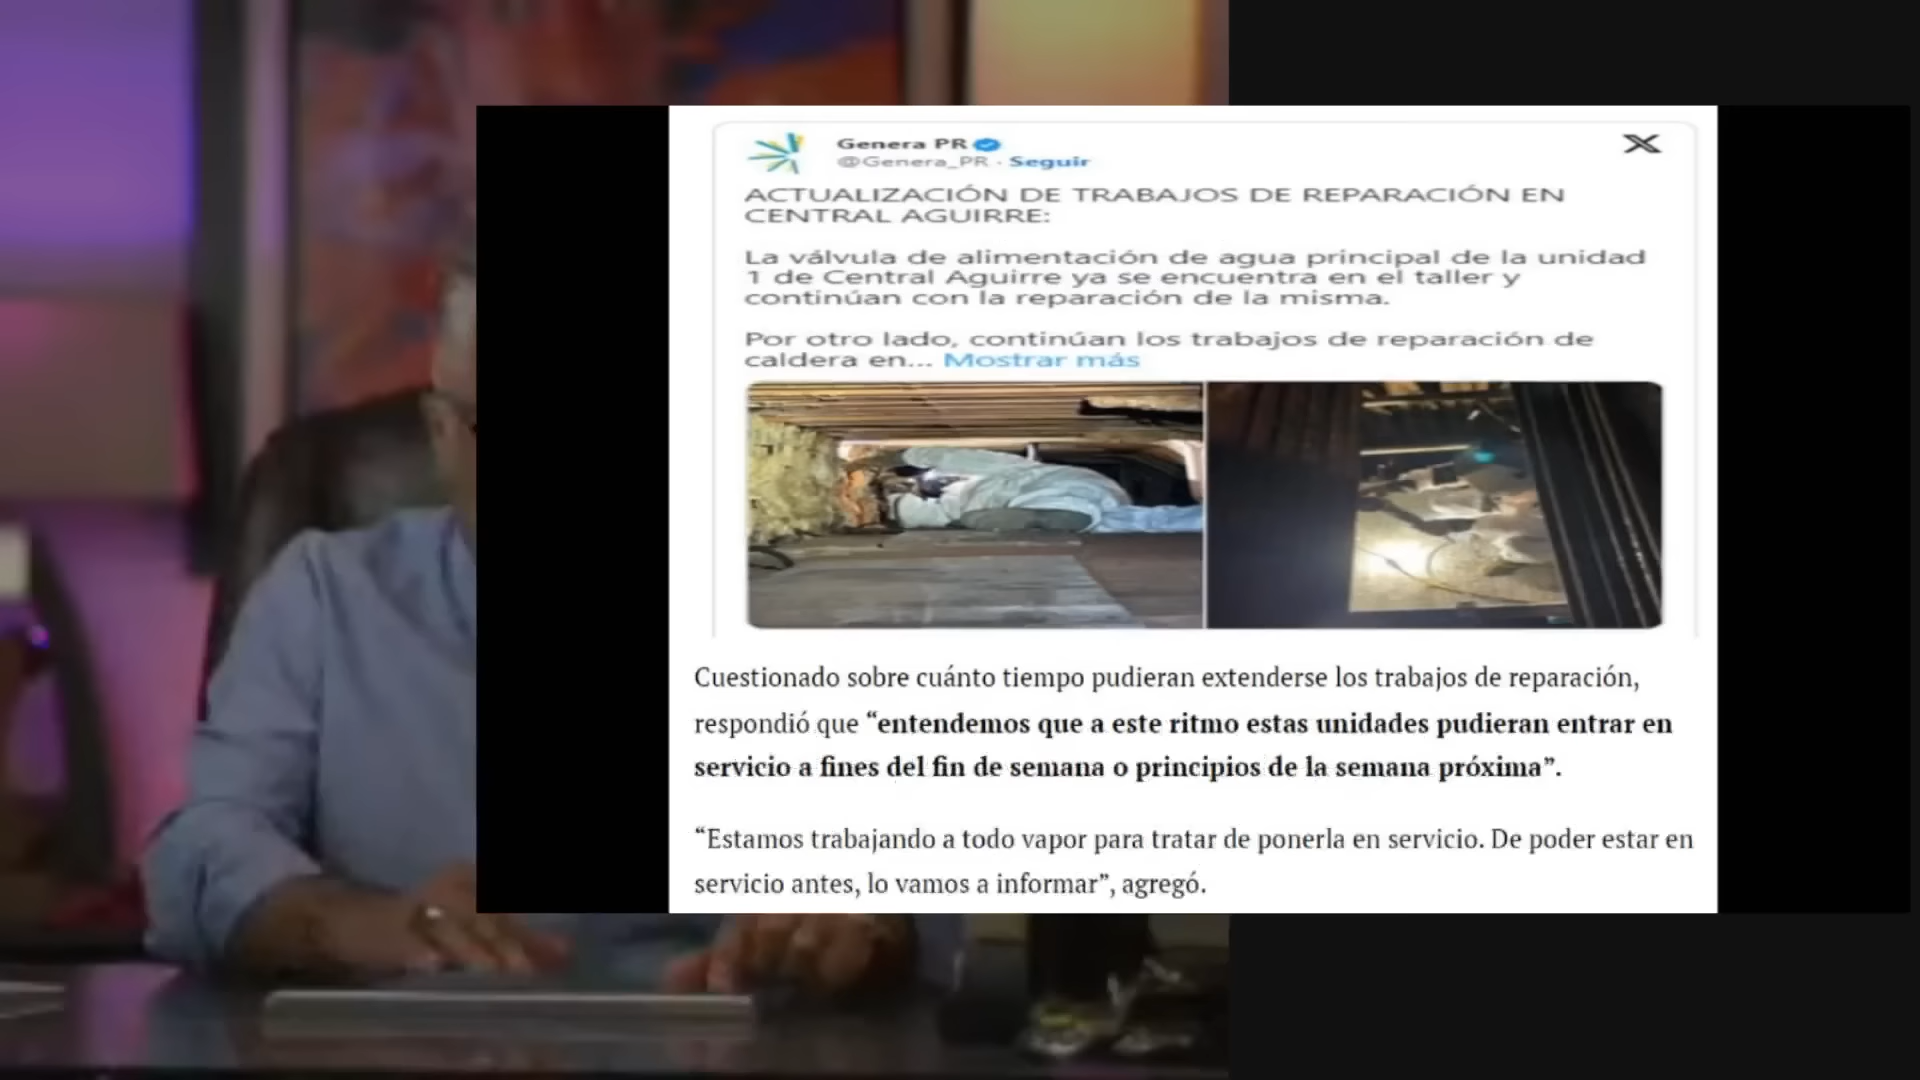 Genera PR
@Genera_PR · Seguir
ACTUALIZACIÓN DE TRABAJOS DE REPARACIÓN EN
CENTRAL AGUIRRE:
La válvula de alimentación de agua principal de la unidad
1 de Central Aguirre ya se encuentra en el taller y
continúan con la reparación de la misma.
Por otro lado, continúan los trabajos de reparación de
caldera en... Mostrar más
Cuestionado sobre cuánto tiempo pudieran extenderse los trabajos de reparación,
respondió que “entendemos que a este ritmo estas unidades pudieran entrar en
servicio a fines del fin de semana o principios de la semana próxima”.
“Estamos trabajando a todo vapor para tratar de ponerla en servicio. De poder estar en
servicio antes, lo vamos a informar”, agregó.